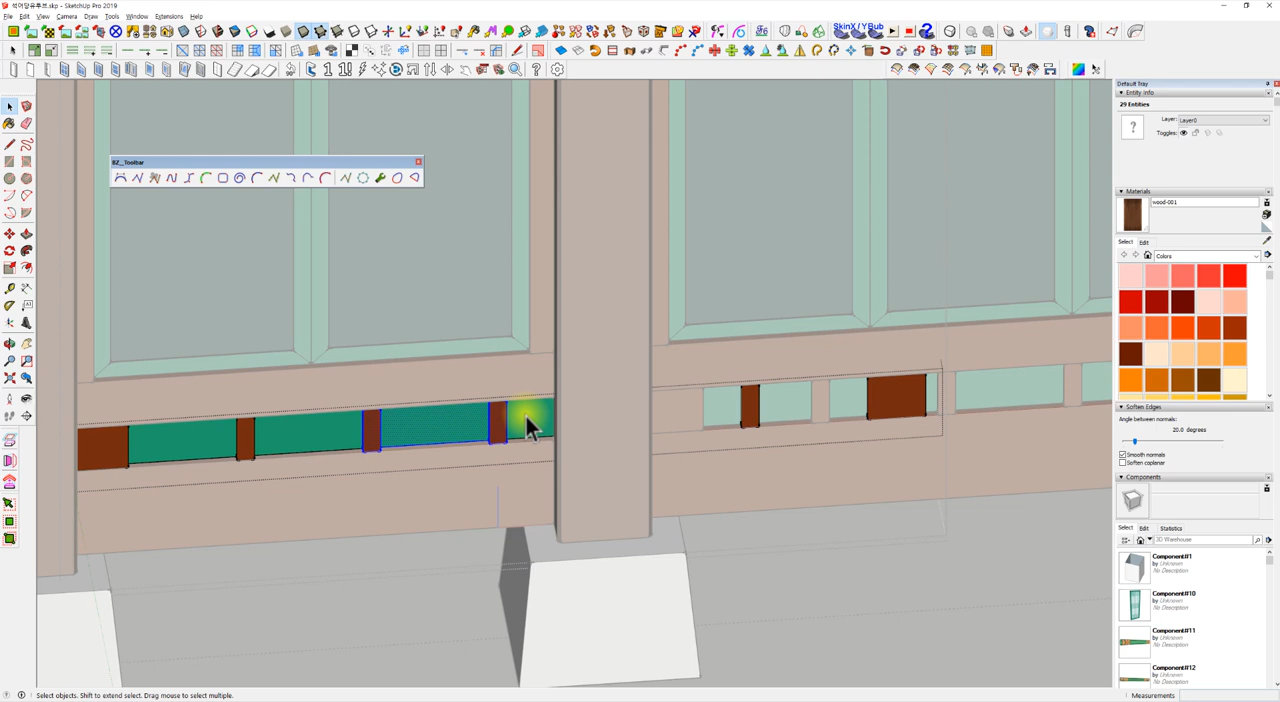 석어당유투브.skp - SketchUp Pro 2019
File Edit View Camera Draw Tools Window Extensions Help
BZ__Toolbar
Default Tray
Entity Info
29 Entities
Layer: Layer0
Toggles:
Materials
wood-001
Select Edit
Colors
Soften Edges
Angle between normals:
20.0 degrees
Smooth normals
Soften coplanar
Components
Select Edit Statistics
3D Warehouse
Component#1
by Unknown
No Description
Component#10
by Unknown
No Description
Component#11
by Unknown
No Description
Component#12
by Unknown
No Description
Select objects. Shift to extend select. Drag mouse to select multiple.
Measurements